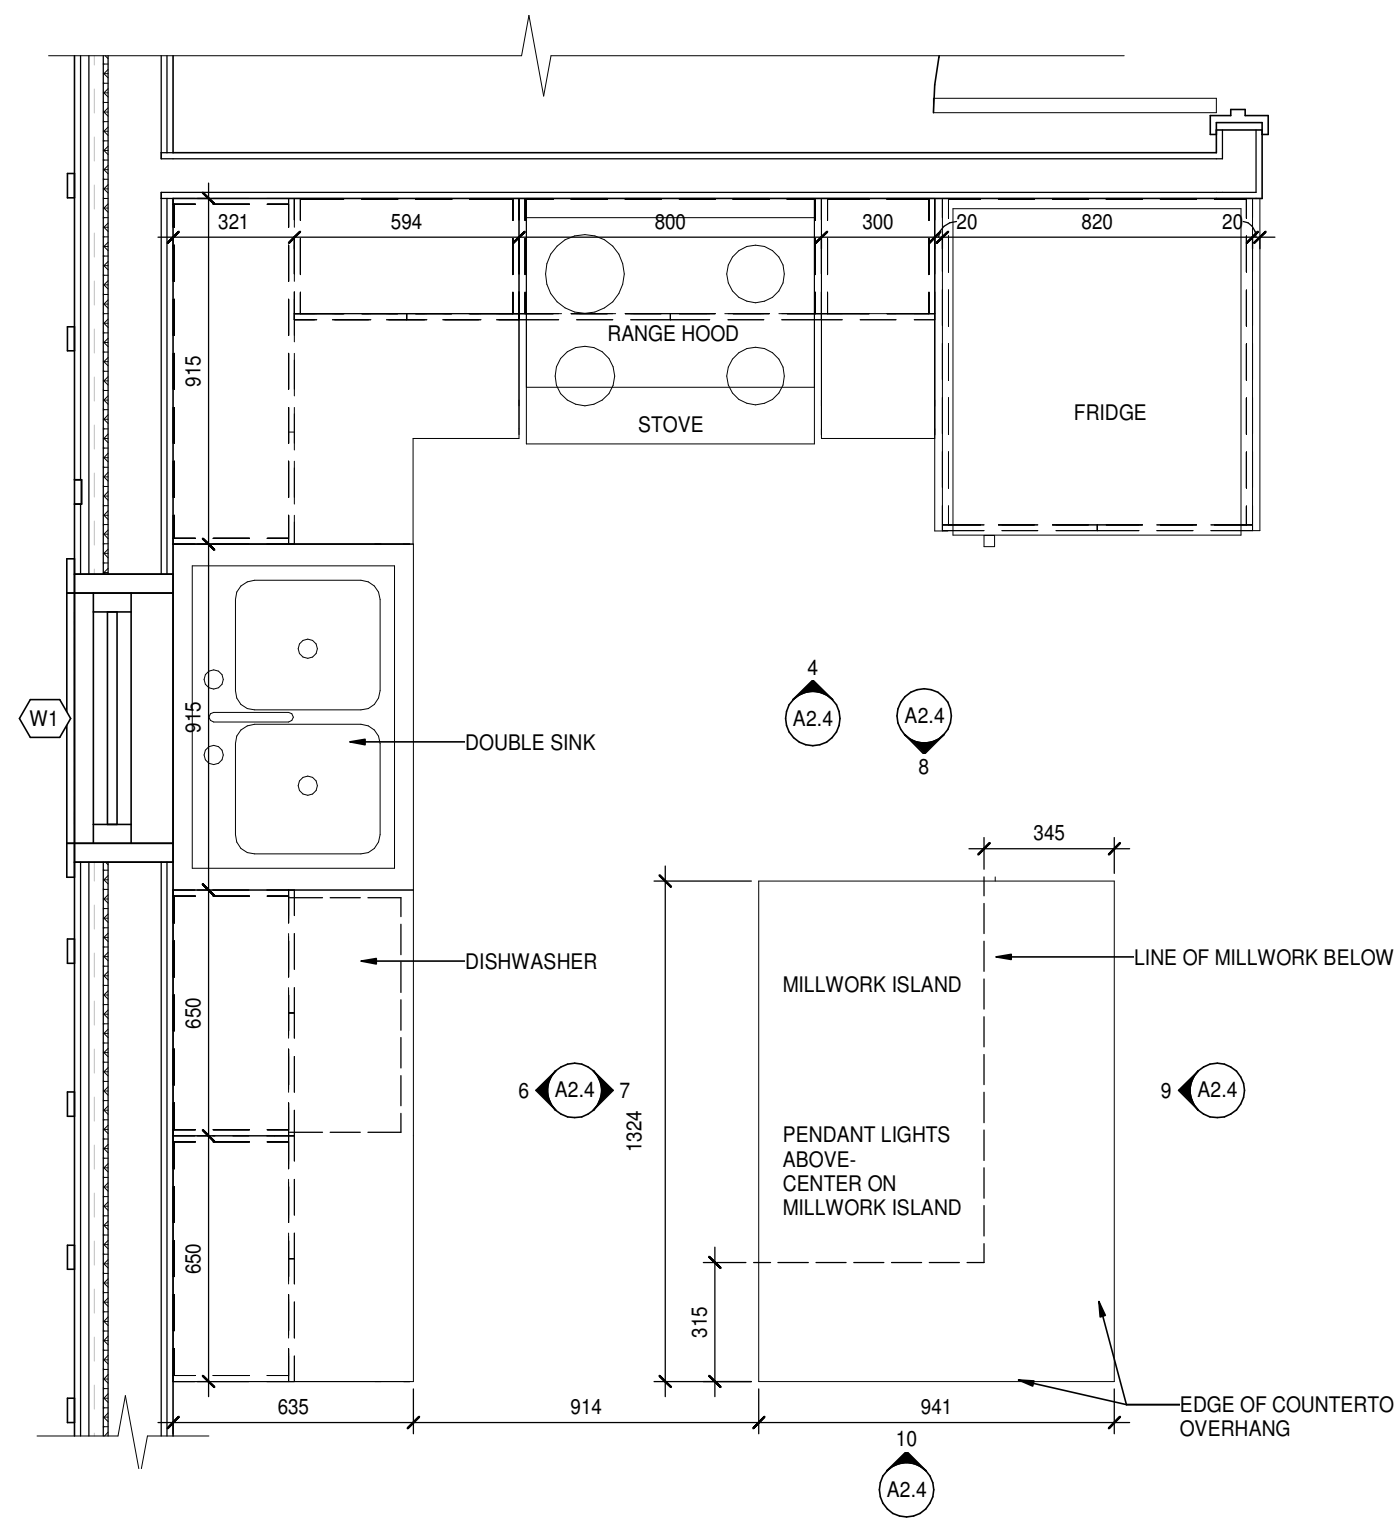 321
594
800
300
20
820
20
915
RANGE HOOD
STOVE
FRIDGE
W1
915
DOUBLE SINK
4
A2.4
A2.4
8
345
DISHWASHER
LINE OF MILLWORK BELOW
MILLWORK ISLAND
650
6
A2.4
7
1324
9
A2.4
PENDANT LIGHTS
ABOVE-
CENTER ON
MILLWORK ISLAND
650
315
635
914
941
EDGE OF COUNTERTO
OVERHANG
10
A2.4